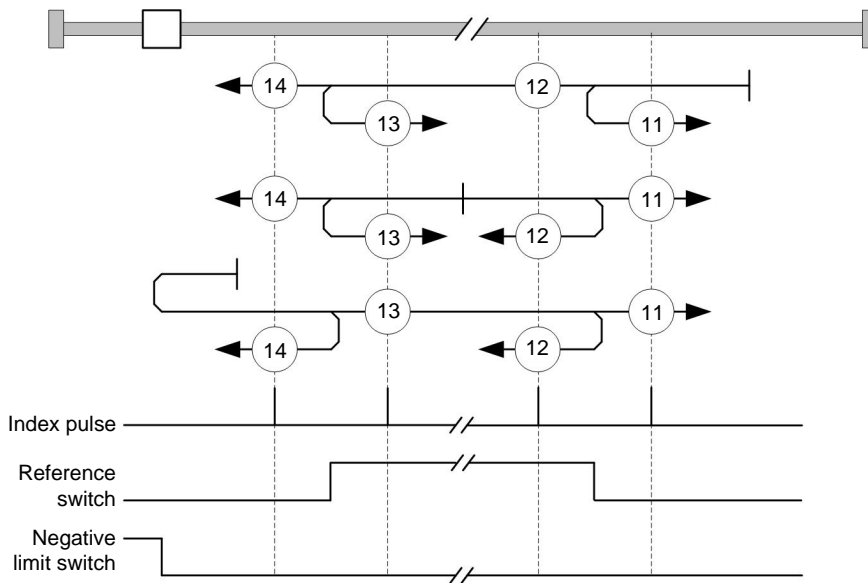 14
12
13
11
14
11
13
12
13
11
14
12
Index pulse
Reference
switch
Negative
limit switch